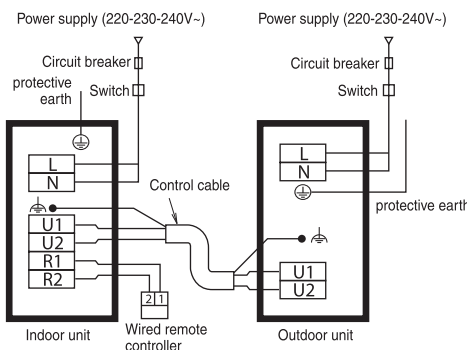 Power supply (220-230-240V~)
Circuit breaker
protective
earth
Switch
L
N
U1
U2
R1
R2
Indoor unit
Control cable
2 1
Wired remote
controller
Power supply (220-230-240V~)
Circuit breaker
Switch
L
N
protective earth
U1
U2
Outdoor unit